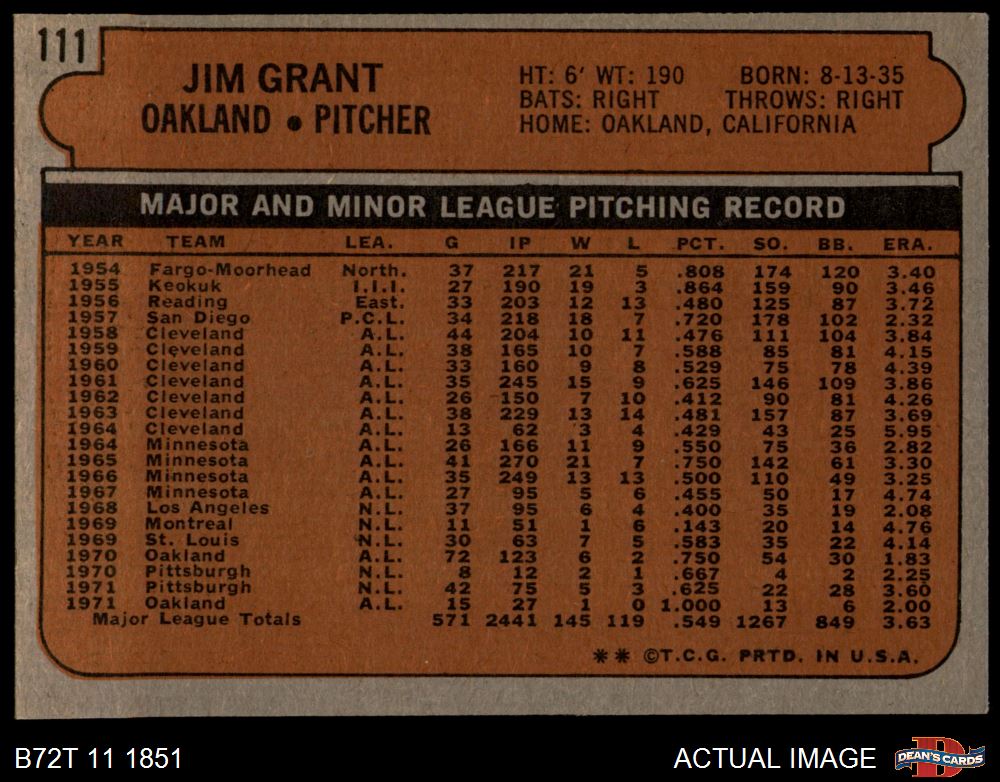 111
JIM GRANT
OAKLAND • PITCHER
HT: 6' WT: 190 BORN: 8-13-35
BATS: RIGHT THROWS: RIGHT
HOME: OAKLAND, CALIFORNIA
MAJOR AND MINOR LEAGUE PITCHING RECORD
YEAR TEAM LEA. G IP W L PCT. SO. BB. ERA.
1954 Fargo-Moorhead North. 37 217 21 5 .808 174 120 3.40
1955 Keokuk I.I.I. 27 190 19 3 .864 159 90 3.46
1956 Reading East. 33 203 12 13 .480 125 87 3.72
1957 San Diego P.C.L. 34 218 18 7 .720 178 102 2.32
1958 Cleveland A.L. 44 204 10 11 .476 111 104 3.84
1959 Cleveland A.L. 38 165 10 7 .588 85 81 4.15
1960 Cleveland A.L. 33 160 9 8 .529 75 78 4.39
1961 Cleveland A.L. 35 245 15 9 .625 146 109 3.86
1962 Cleveland A.L. 26 150 7 10 .412 90 81 4.26
1963 Cleveland A.L. 38 229 13 14 .481 157 87 3.69
1964 Cleveland A.L. 13 62 3 4 .429 43 25 5.95
1964 Minnesota A.L. 26 166 11 9 .550 75 36 2.82
1965 Minnesota A.L. 41 270 21 7 .750 142 61 3.30
1966 Minnesota A.L. 35 249 13 13 .500 110 49 3.25
1967 Minnesota A.L. 27 95 5 6 .455 50 17 4.74
1968 Los Angeles N.L. 37 95 6 4 .400 35 19 2.08
1969 Montreal N.L. 11 51 1 6 .143 20 14 4.76
1969 St. Louis N.L. 30 63 7 5 .583 35 22 4.14
1970 Oakland A.L. 72 123 6 2 .750 54 30 1.83
1970 Pittsburgh N.L. 8 12 2 1 .667 4 2 2.25
1971 Pittsburgh N.L. 42 75 5 3 .625 22 28 3.60
1971 Oakland A.L. 15 27 1 0 1.000 13 6 2.00
Major League Totals 571 2441 145 119 .549 1267 849 3.63
** ©T.C.G. PRTD. IN U.S.A.
B72T 11 1851 ACTUAL IMAGE
DEAN'S CARDS